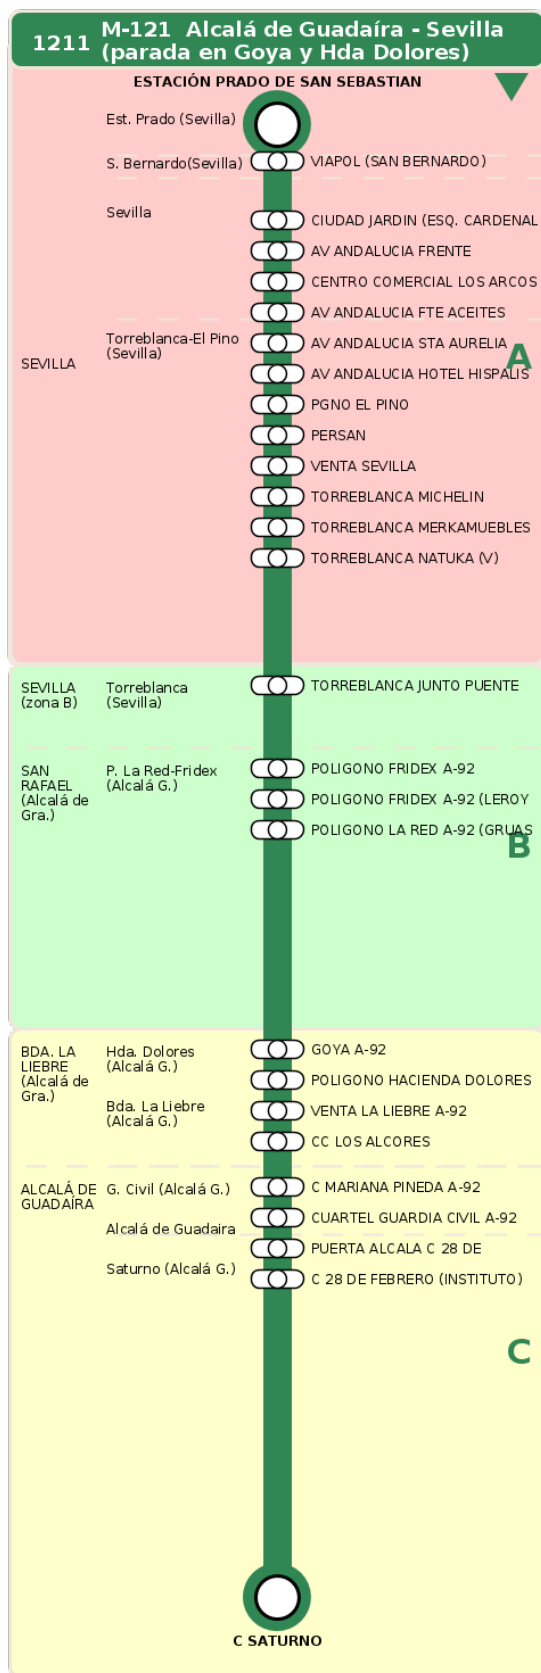 1211
M-121 Alcalá de Guadaíra - Sevilla
(parada en Goya y Hda Dolores)
ESTACIÓN PRADO DE SAN SEBASTIAN
Est. Prado (Sevilla)
S. Bernardo(Sevilla)
VIAPOL (SAN BERNARDO)
Sevilla
CIUDAD JARDIN (ESQ. CARDENAL
AV ANDALUCIA FRENTE
CENTRO COMERCIAL LOS ARCOS
AV ANDALUCIA FTE ACEITES
SEVILLA
Torreblanca-El Pino
(Sevilla)
AV ANDALUCIA STA AURELIA
A
AV ANDALUCIA HOTEL HISPALIS
PGNO EL PINO
PERSAN
VENTA SEVILLA
TORREBLANCA MICHELIN
TORREBLANCA MERKAMUEBLES
TORREBLANCA NATUKA (V)
SEVILLA
(zona B)
Torreblanca
(Sevilla)
TORREBLANCA JUNTO PUENTE
SAN
RAFAEL
(Alcalá de
Gra.)
P. La Red-Fridex
(Alcalá G.)
POLIGONO FRIDEX A-92
POLIGONO FRIDEX A-92 (LEROY
POLIGONO LA RED A-92 (GRUAS
B
BDA. LA
LIEBRE
(Alcalá de
Gra.)
Hda. Dolores
(Alcalá G.)
GOYA A-92
POLIGONO HACIENDA DOLORES
Bda. La Liebre
(Alcalá G.)
VENTA LA LIEBRE A-92
CC LOS ALCORES
ALCALÁ DE
GUADAÍRA
G. Civil (Alcalá G.)
C MARIANA PINEDA A-92
CUARTEL GUARDIA CIVIL A-92
Alcalá de Guadaira
PUERTA ALCALA C 28 DE
Saturno (Alcalá G.)
C 28 DE FEBRERO (INSTITUTO)
C
C SATURNO